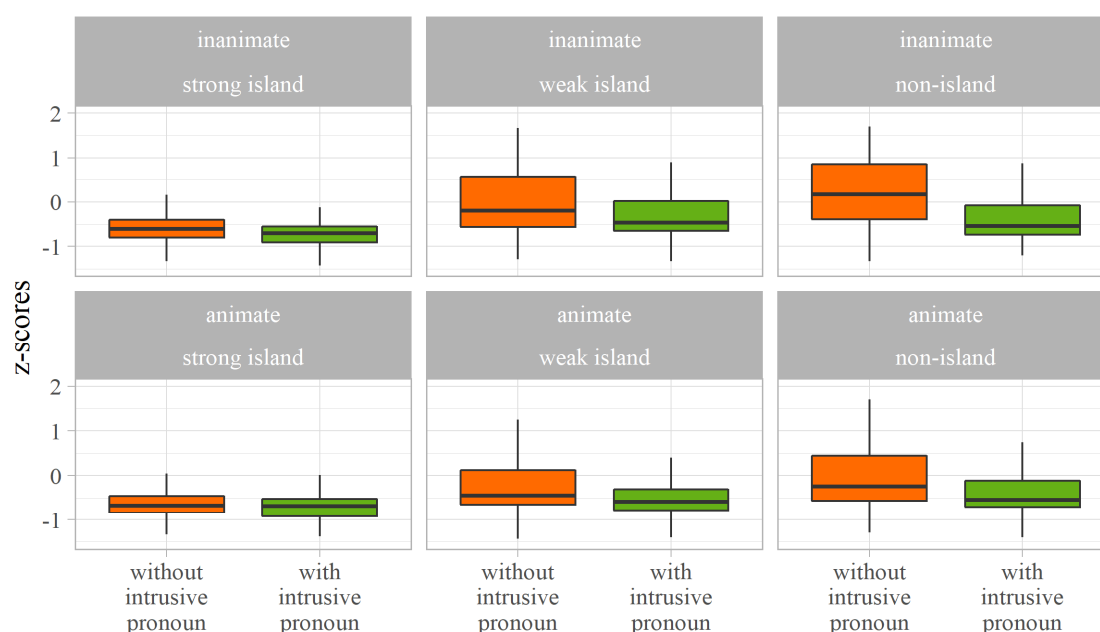 inanimate
strong island
inanimate
weak island
inanimate
non-island
2
1
0
-1
z-scores
animate
strong island
animate
weak island
animate
non-island
2
1
0
-1
without
intrusive
pronoun
with
intrusive
pronoun
without
intrusive
pronoun
with
intrusive
pronoun
without
intrusive
pronoun
with
intrusive
pronoun